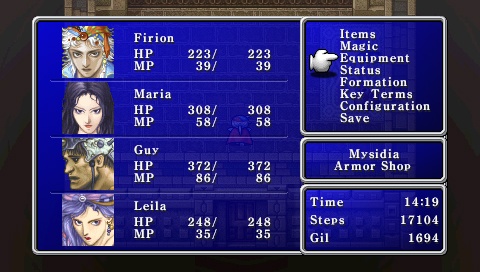 Firion
HP 223/ 223
MP 39/ 39
Maria
HP 308/ 308
MP 58/ 58
Guy
HP 372/ 372
MP 86/ 86
Leila
HP 248/ 248
MP 35/ 35
Items
Magic
Equipment
Status
Formation
Key Terms
Configuration
Save
Mysidia
Armor Shop
Time 14:19
Steps 17104
Gil 1694